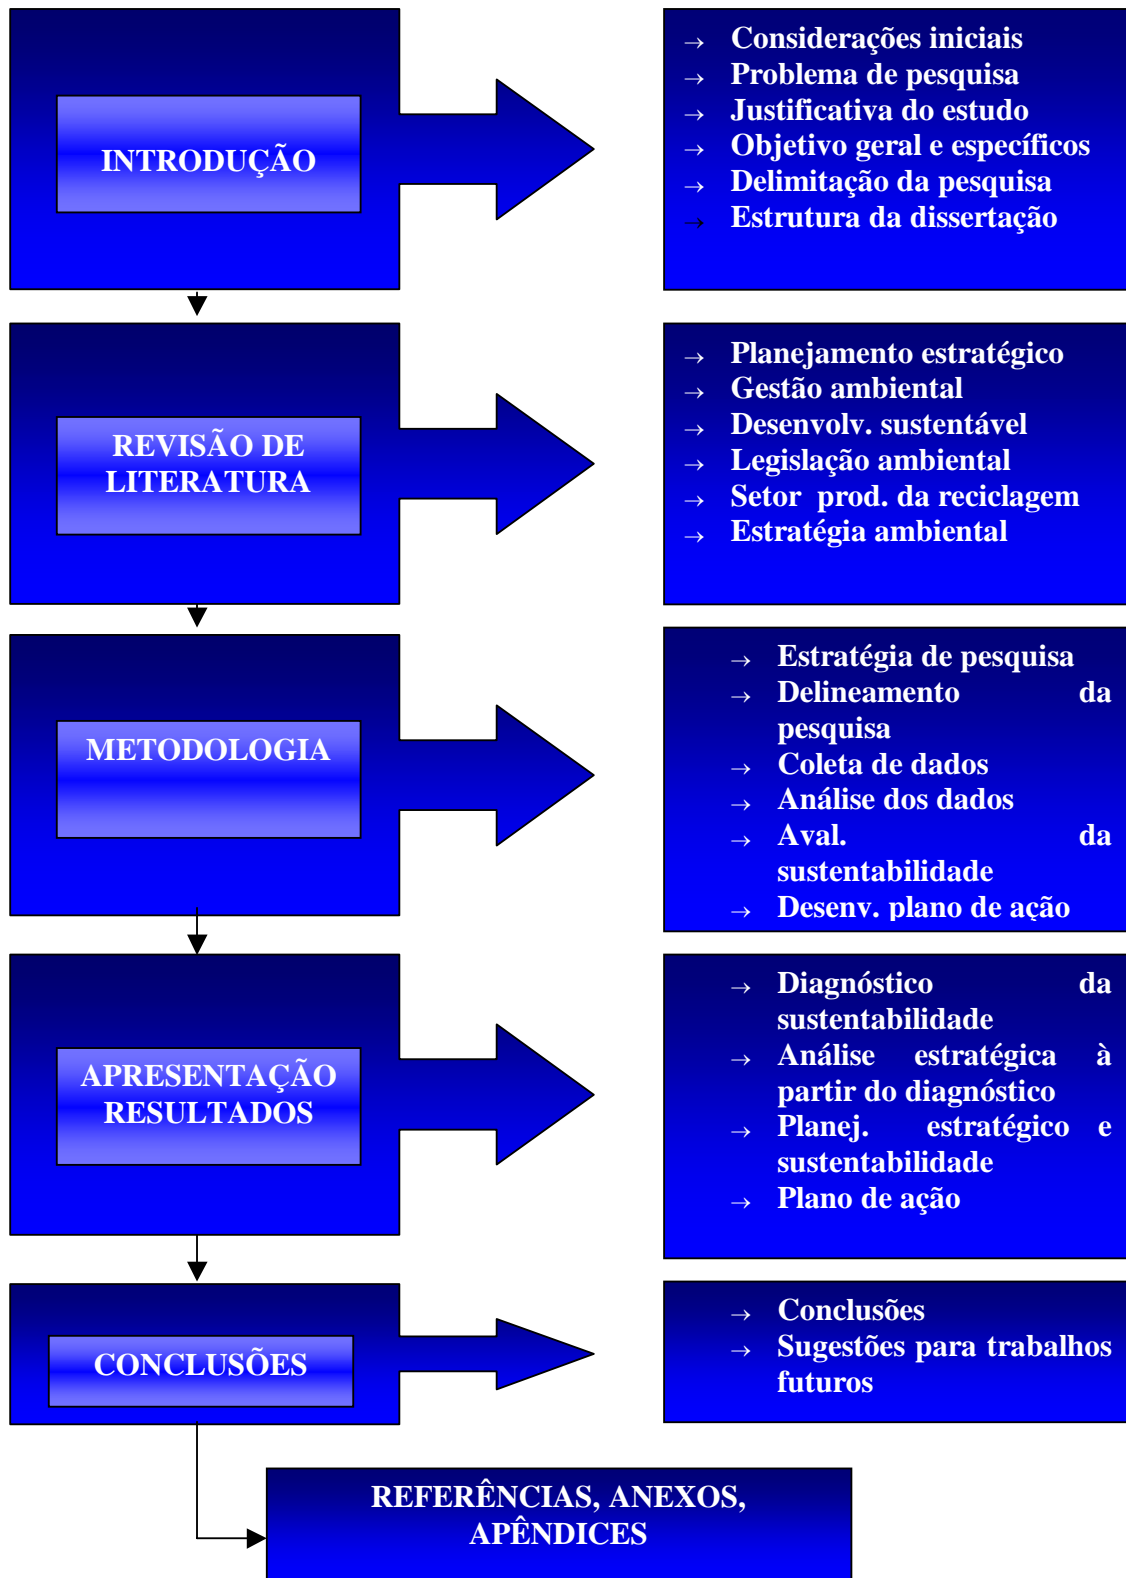 INTRODUÇÃO
→ Considerações iniciais
→ Problema de pesquisa
→ Justificativa do estudo
→ Objetivo geral e específicos
→ Delimitação da pesquisa
→ Estrutura da dissertação
REVISÃO DE
LITERATURA
→ Planejamento estratégico
→ Gestão ambiental
→ Desenvolv. sustentável
→ Legislação ambiental
→ Setor prod. da reciclagem
→ Estratégia ambiental
METODOLOGIA
→ Estratégia de pesquisa
→ Delineamento da
pesquisa
→ Coleta de dados
→ Análise dos dados
→ Aval. da
sustentabilidade
→ Desenv. plano de ação
APRESENTAÇÃO
RESULTADOS
→ Diagnóstico da
sustentabilidade
→ Análise estratégica à
partir do diagnóstico
→ Planej. estratégico e
sustentabilidade
→ Plano de ação
CONCLUSÕES
→ Conclusões
→ Sugestões para trabalhos
futuros
REFERÊNCIAS, ANEXOS,
APÊNDICES